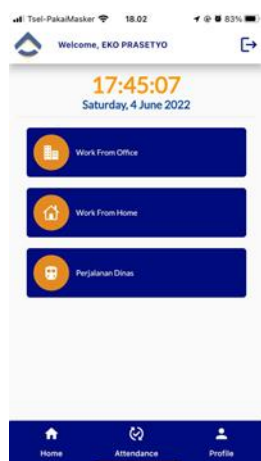 Tsel-PakaiMasker 18.02 83%
Welcome, EKO PRASETYO
17:45:07
Saturday, 4 June 2022
Work From Office
Work From Home
Perjalanan Dinas
Home Attendance Profile